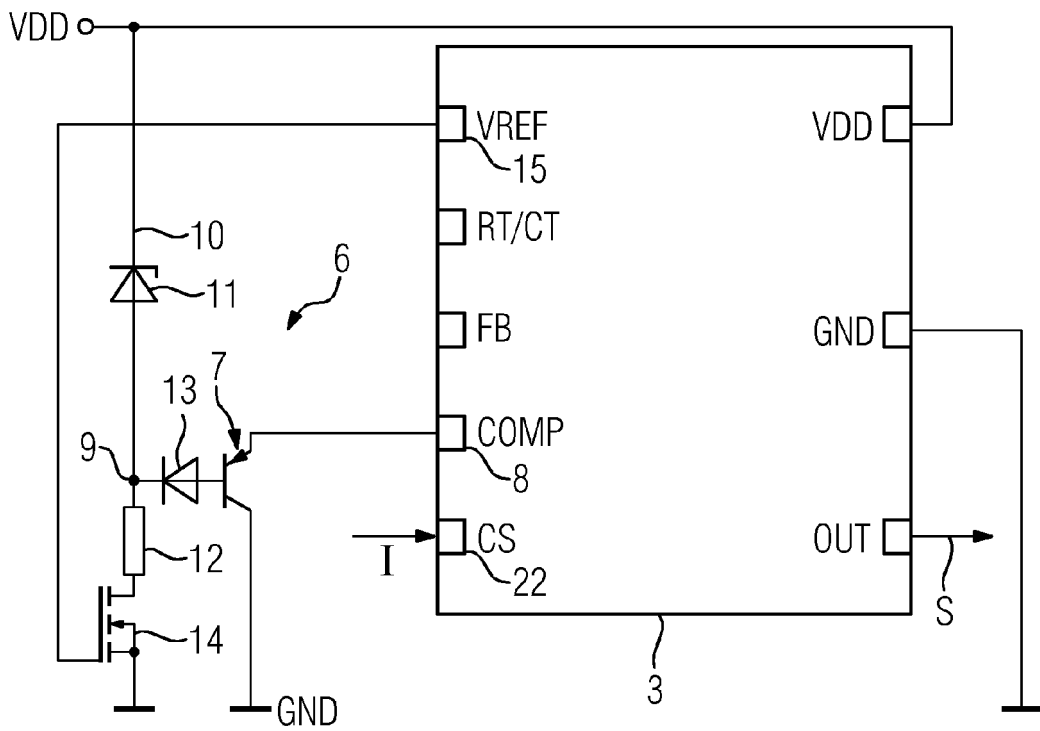 VDD
VREF
VDD
15
10
RT/CT
6
11
FB
GND
7
13
COMP
9
8
CS
OUT
12
I
22
S
14
3
GND